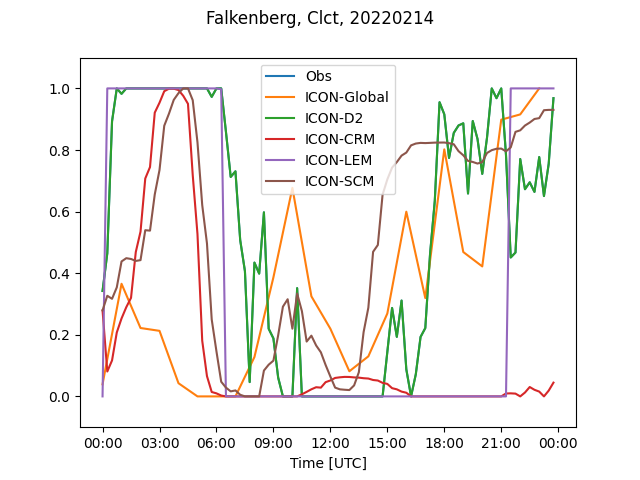 Falkenberg, Clct, 20220214
1.0
0.8
0.6
0.4
0.2
0.0
Obs
ICON-Global
ICON-D2
ICON-CRM
ICON-LEM
ICON-SCM
00:00 03:00 06:00 09:00 12:00 15:00 18:00 21:00 00:00
Time [UTC]